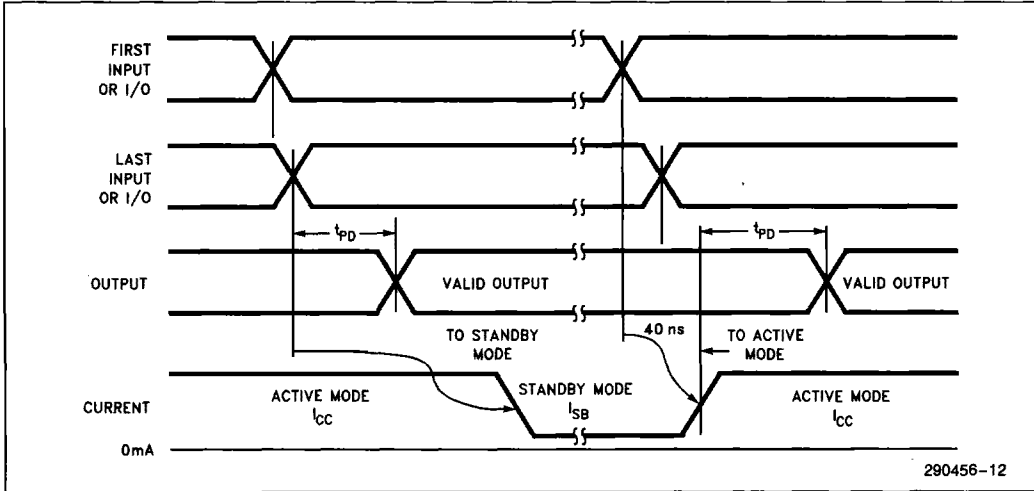 FIRST
INPUT
OR I/O
LAST
INPUT
OR I/O
tPD
tPD
OUTPUT
VALID OUTPUT
VALID OUTPUT
TO STANDBY
MODE
40 ns
TO ACTIVE
MODE
CURRENT
ACTIVE MODE
ICC
STANDBY MODE
ISB
ACTIVE MODE
ICC
0mA
290456-12